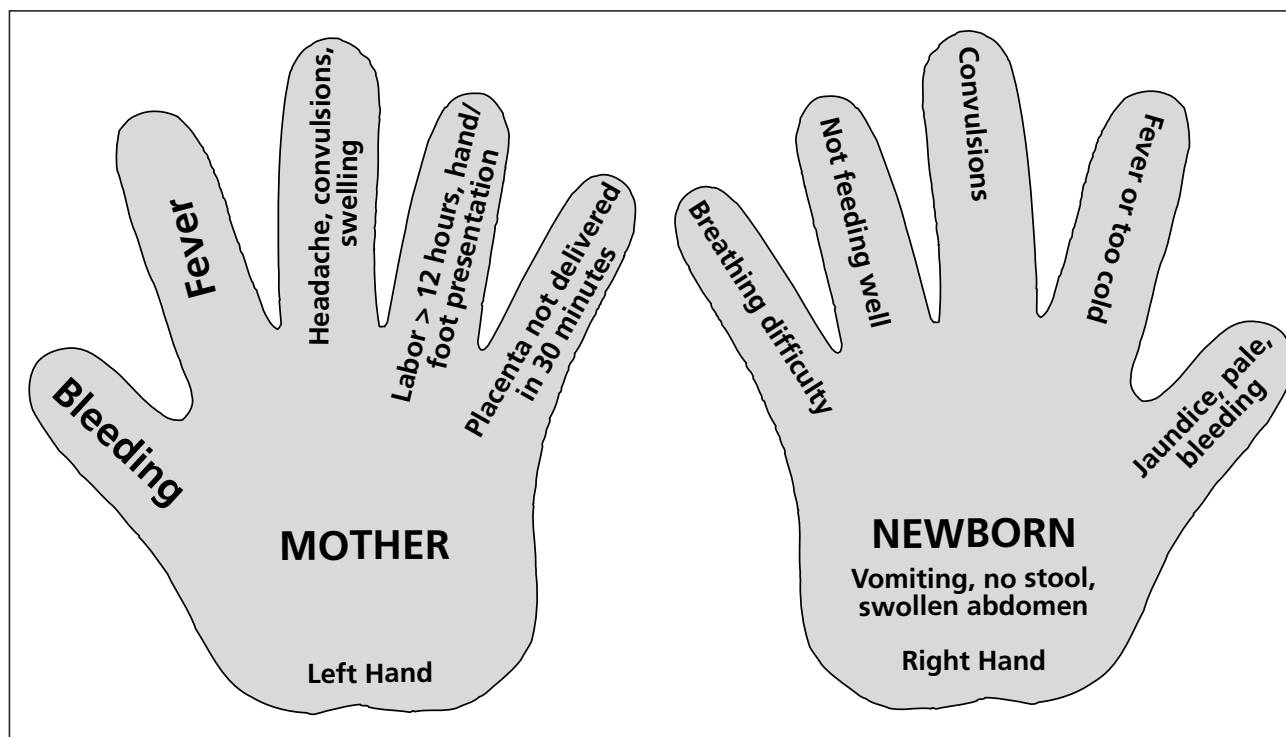 Bleeding
Fever
Headache, convulsions,
swelling
Labor > 12 hours, hand/
foot presentation
Placenta not delivered
in 30 minutes
MOTHER
Left Hand
Breathing difficulty
Not feeding well
Convulsions
Fever or too cold
Jaundice, pale,
bleeding
NEWBORN
Vomiting, no stool,
swollen abdomen
Right Hand